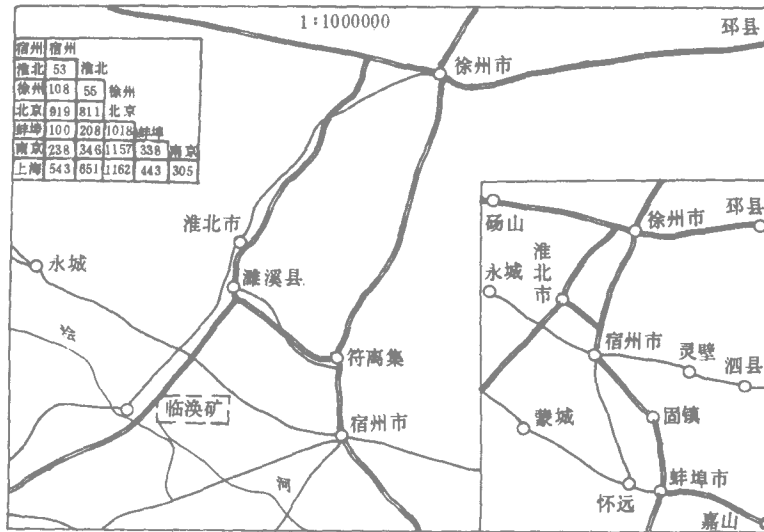 1:1000000
邳县
徐州市
宿州 宿州
淮北 53 淮北
徐州 108 55 徐州
北京 919 811 北京
蚌埠 100 208 1018 蚌埠
南京 238 346 1157 338 南京
上海 543 651 1162 443 305
淮北市
永城
濉溪县
浍
符离集
临涣矿
宿州市
河
砀山
徐州市
邳县
淮北市
永城
宿州市
灵璧
泗县
蒙城
固镇
怀远
蚌埠市
嘉山